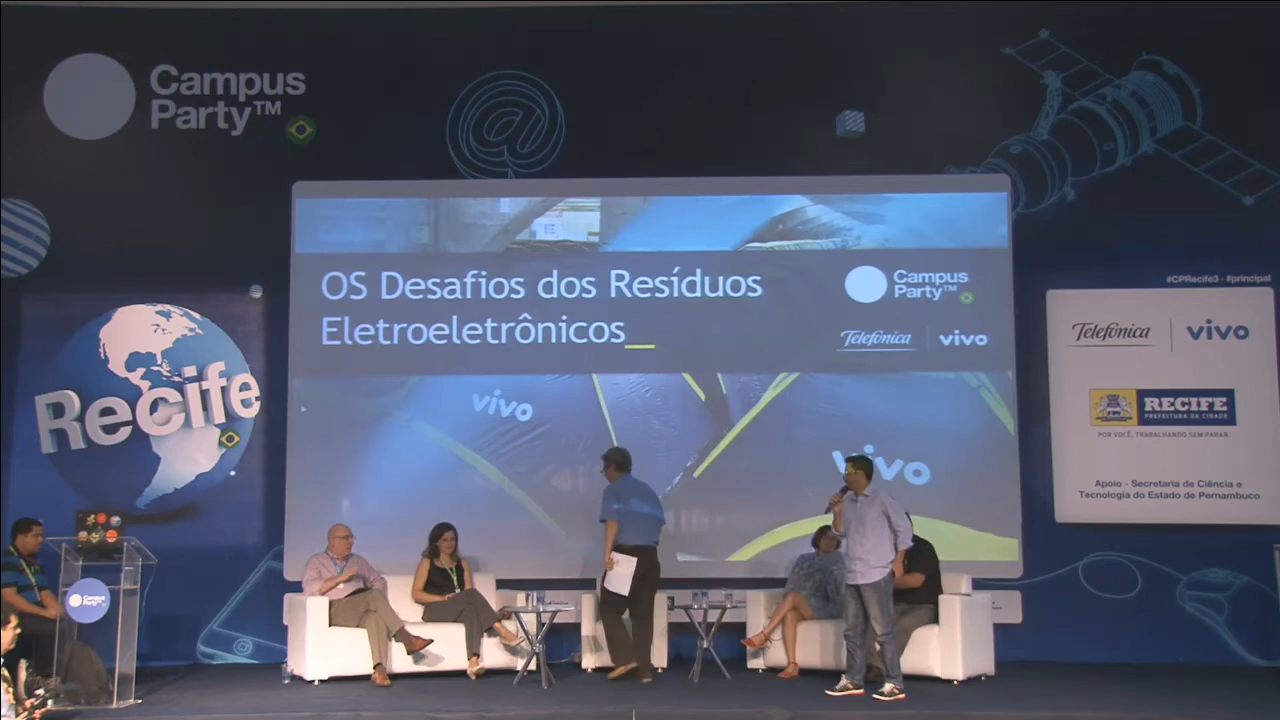 Campus
Party™
@
#CPRecife3 - #principal
OS Desafios dos Resíduos
Eletroeletrônicos_
Campus
Party™
Telefónica
vivo
vivo
vivo
Recife
Telefónica
vivo
RECIFE
PREFEITURA DA CIDADE
POR VOCÊ, TRABALHANDO SEM PARAR
Apoio - Secretaria de Ciência e
Tecnologia do Estado de Pernambuco
Campus
Party